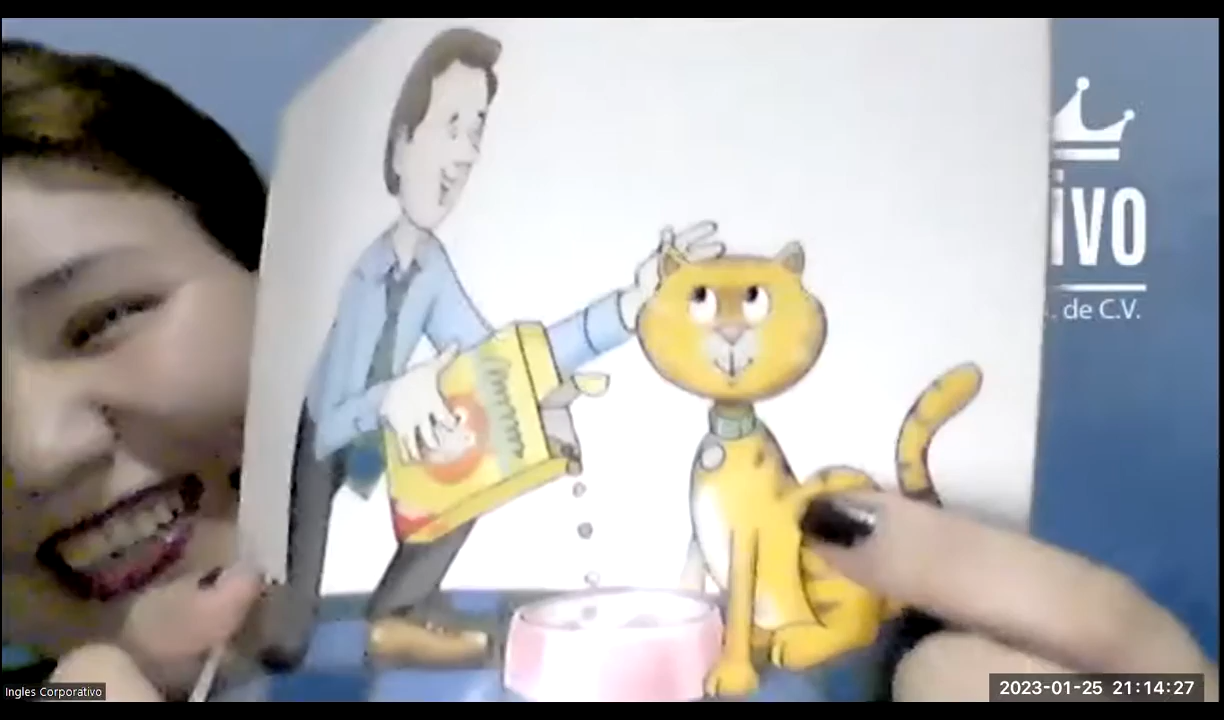 ivo
. de C.V.
Ingles Corporativo
2023-01-25 21:14:27